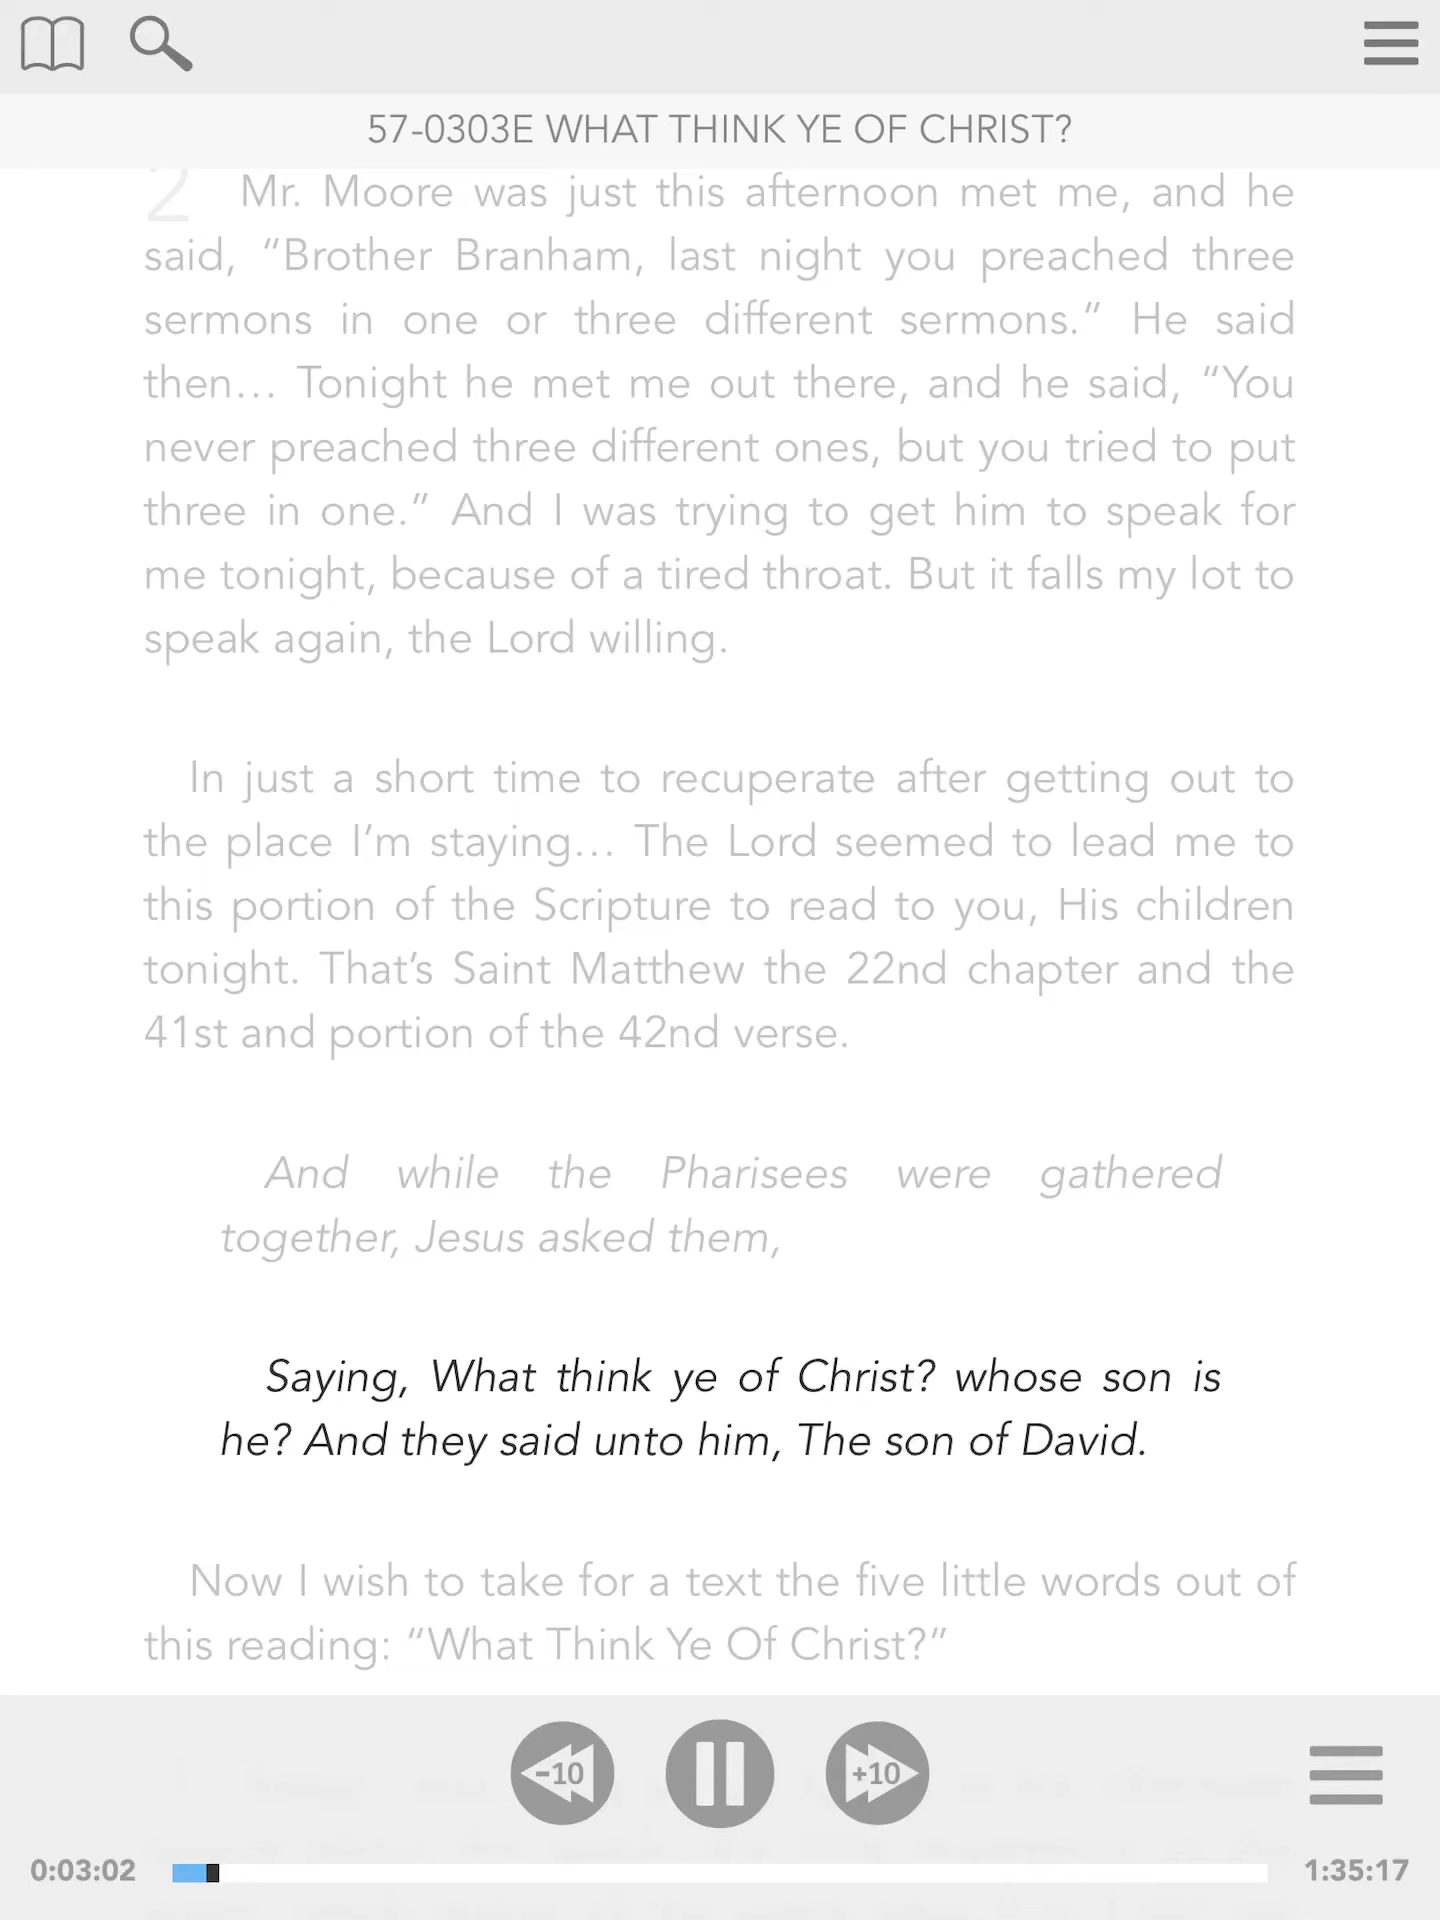 57-0303E WHAT THINK YE OF CHRIST?
2 Mr. Moore was just this afternoon met me, and he
said, “Brother Branham, last night you preached three
sermons in one or three different sermons.” He said
then… Tonight he met me out there, and he said, “You
never preached three different ones, but you tried to put
three in one.” And I was trying to get him to speak for
me tonight, because of a tired throat. But it falls my lot to
speak again, the Lord willing.
In just a short time to recuperate after getting out to
the place I’m staying… The Lord seemed to lead me to
this portion of the Scripture to read to you, His children
tonight. That’s Saint Matthew the 22nd chapter and the
41st and portion of the 42nd verse.
And while the Pharisees were gathered
together, Jesus asked them,
Saying, What think ye of Christ? whose son is
he? And they said unto him, The son of David.
Now I wish to take for a text the five little words out of
this reading: “What Think Ye Of Christ?”
-10 +10
0:03:02 1:35:17